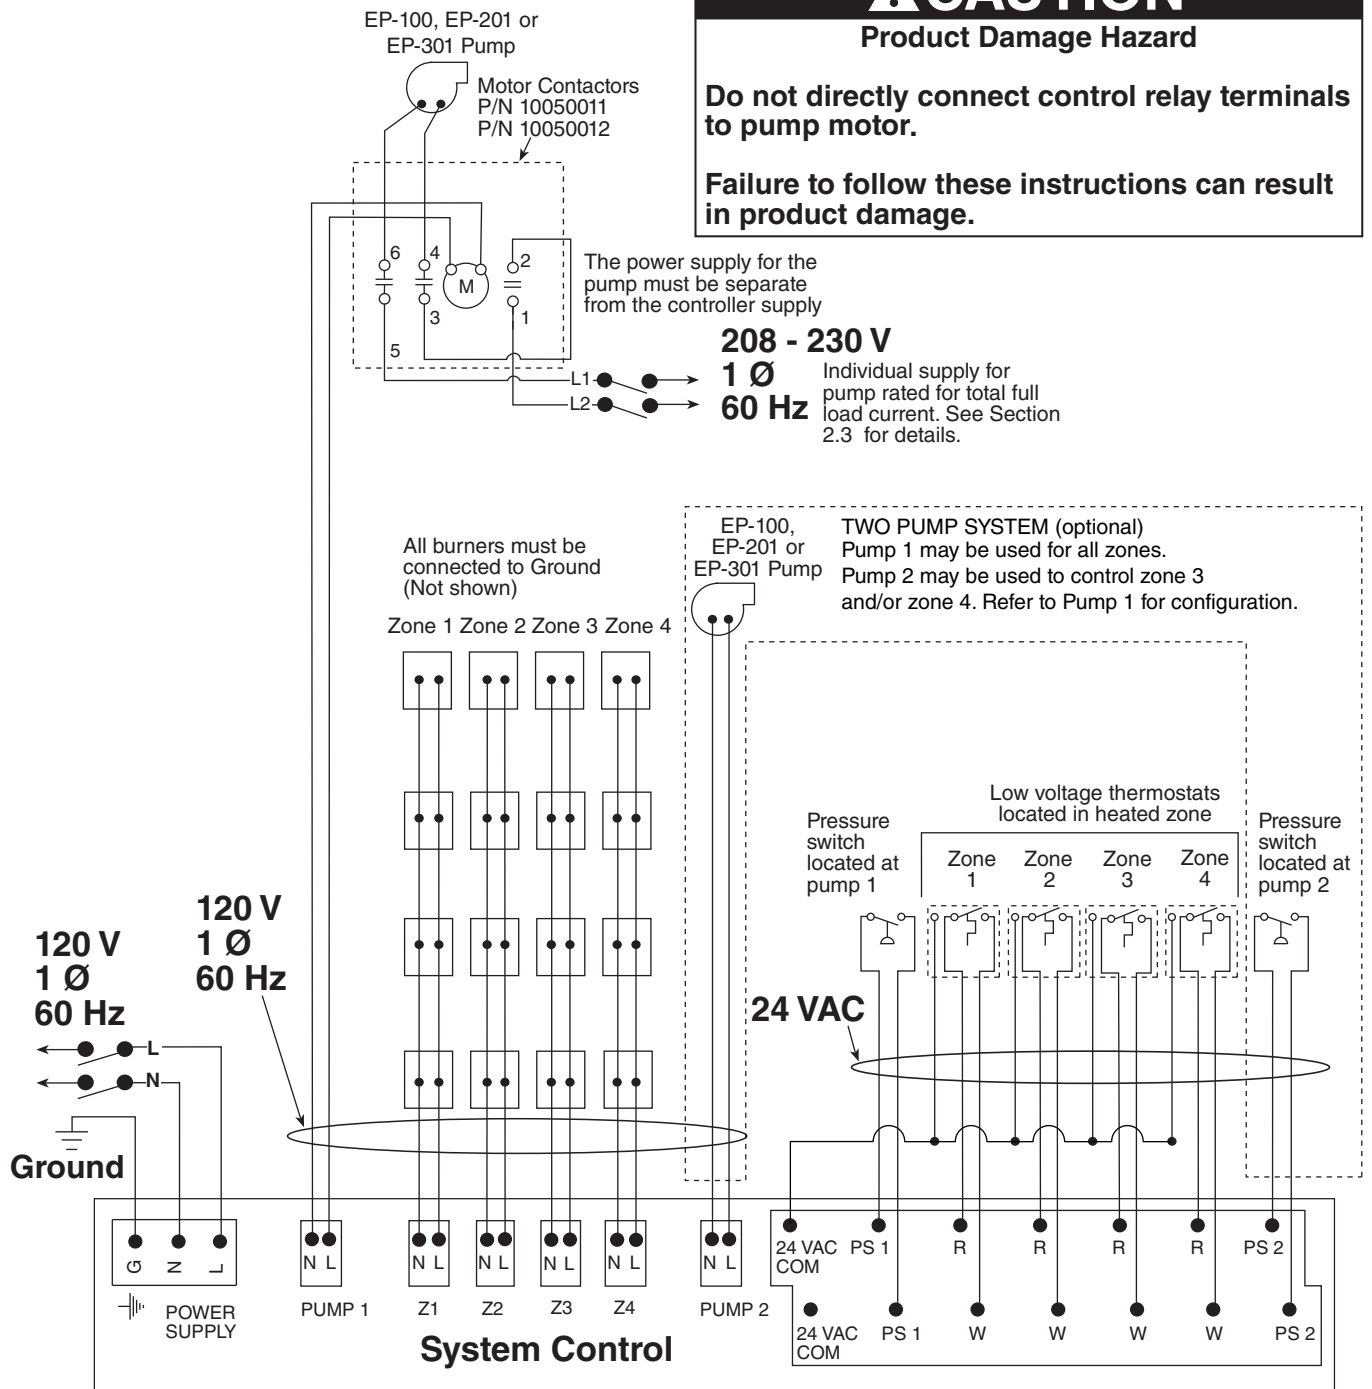 CAUTION
Product Damage Hazard
Do not directly connect control relay terminals
to pump motor.
Failure to follow these instructions can result
in product damage.
EP-100, EP-201 or
EP-301 Pump
Motor Contactors
P/N 10050011
P/N 10050012
6
4
M
2
3
1
5
The power supply for the
pump must be separate
from the controller supply
L1
L2
208 - 230 V
1 Ø
60 Hz
Individual supply for
pump rated for total full
load current. See Section
2.3 for details.
All burners must be
connected to Ground
(Not shown)
Zone 1 Zone 2 Zone 3 Zone 4
EP-100,
EP-201 or
EP-301 Pump
TWO PUMP SYSTEM (optional)
Pump 1 may be used for all zones.
Pump 2 may be used to control zone 3
and/or zone 4. Refer to Pump 1 for configuration.
Low voltage thermostats
located in heated zone
Pressure
switch
located at
pump 1
Zone
1
Zone
2
Zone
3
Zone
4
Pressure
switch
located at
pump 2
120 V
1 Ø
60 Hz
120 V
1 Ø
60 Hz
L
N
Ground
24 VAC
G
N
L
POWER
SUPPLY
N L
PUMP 1
N L
Z1
N L
Z2
N L
Z3
N L
Z4
N L
PUMP 2
24 VAC
COM
PS 1
R
R
R
R
PS 2
24 VAC
COM
PS 1
W
W
W
W
PS 2
System Control